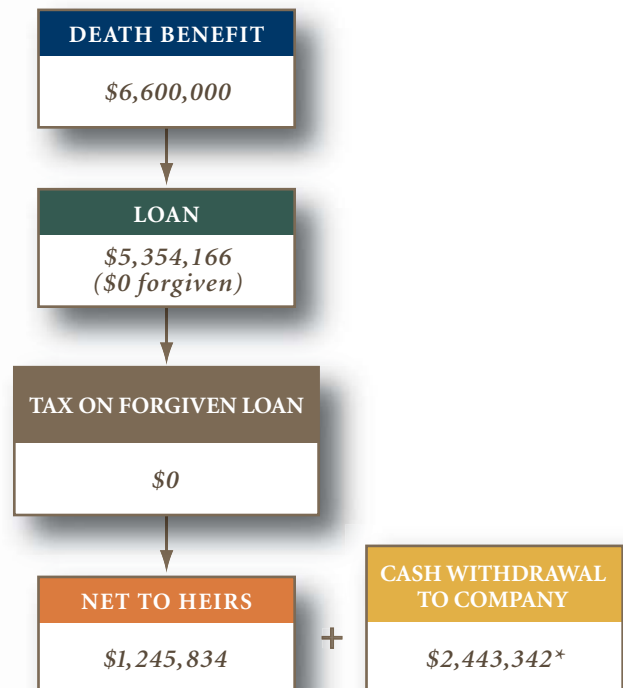 DEATH BENEFIT
$6,600,000
LOAN
$5,354,166
($0 forgiven)
TAX ON FORGIVEN LOAN
$0
NET TO HEIRS
$1,245,834
+
CASH WITHDRAWAL
TO COMPANY
$2,443,342*